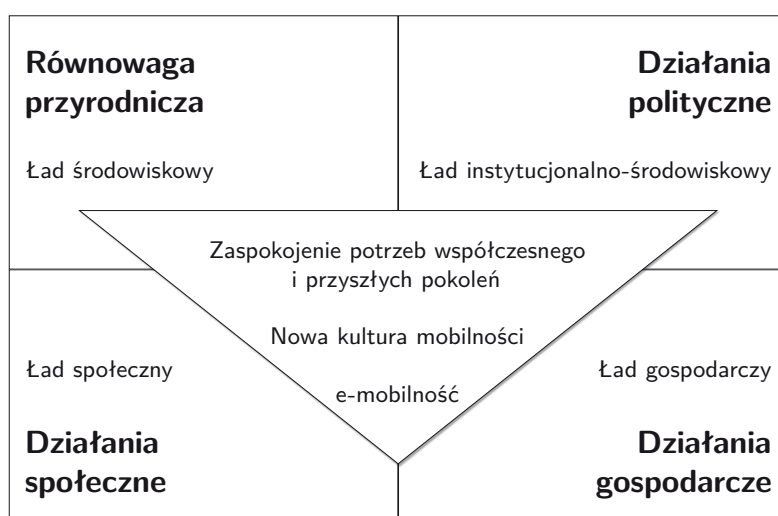 Równowaga
przyrodnicza
Ład środowiskowy
Działania
polityczne
Ład instytucjonalno-środowiskowy
Zaspokojenie potrzeb współczesnego
i przyszłych pokoleń
Nowa kultura mobilności
e-mobilność
Ład społeczny
Działania
społeczne
Ład gospodarczy
Działania
gospodarcze